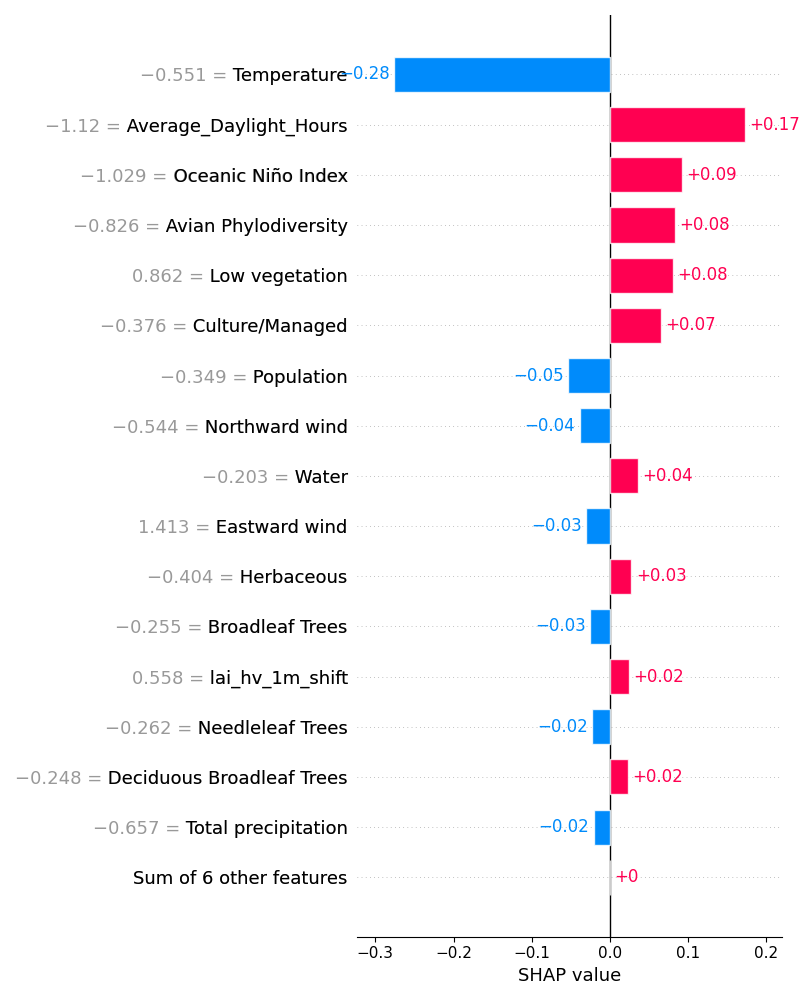 −0.551 = Temperature −0.28
−1.12 = Average_Daylight_Hours +0.17
−1.029 = Oceanic Niño Index +0.09
−0.826 = Avian Phylodiversity +0.08
0.862 = Low vegetation +0.08
−0.376 = Culture/Managed +0.07
−0.349 = Population −0.05
−0.544 = Northward wind −0.04
−0.203 = Water +0.04
1.413 = Eastward wind −0.03
−0.404 = Herbaceous +0.03
−0.255 = Broadleaf Trees −0.03
0.558 = lai_hv_1m_shift +0.02
−0.262 = Needleleaf Trees −0.02
−0.248 = Deciduous Broadleaf Trees +0.02
−0.657 = Total precipitation −0.02
Sum of 6 other features +0
−0.3 −0.2 −0.1 0.0 0.1 0.2
SHAP value